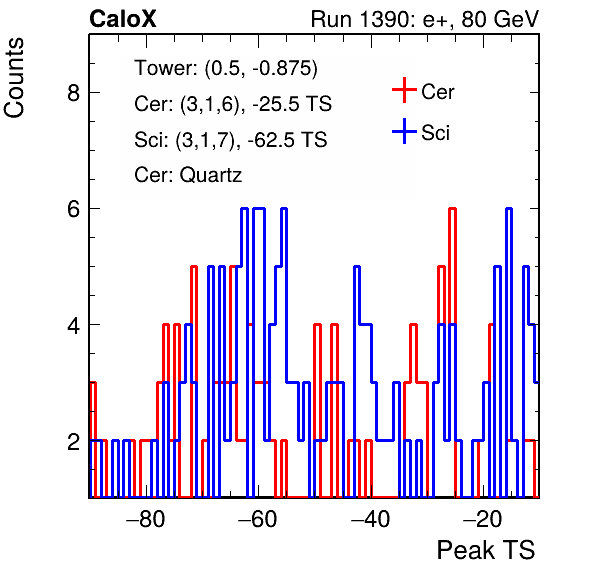 CaloX Run 1390: e+, 80 GeV
Counts
Tower: (0.5, -0.875)
Cer: (3,1,6), -25.5 TS
Sci: (3,1,7), -62.5 TS
Cer: Quartz
Cer
Sci
8
6
4
2
−80 −60 −40 −20
Peak TS